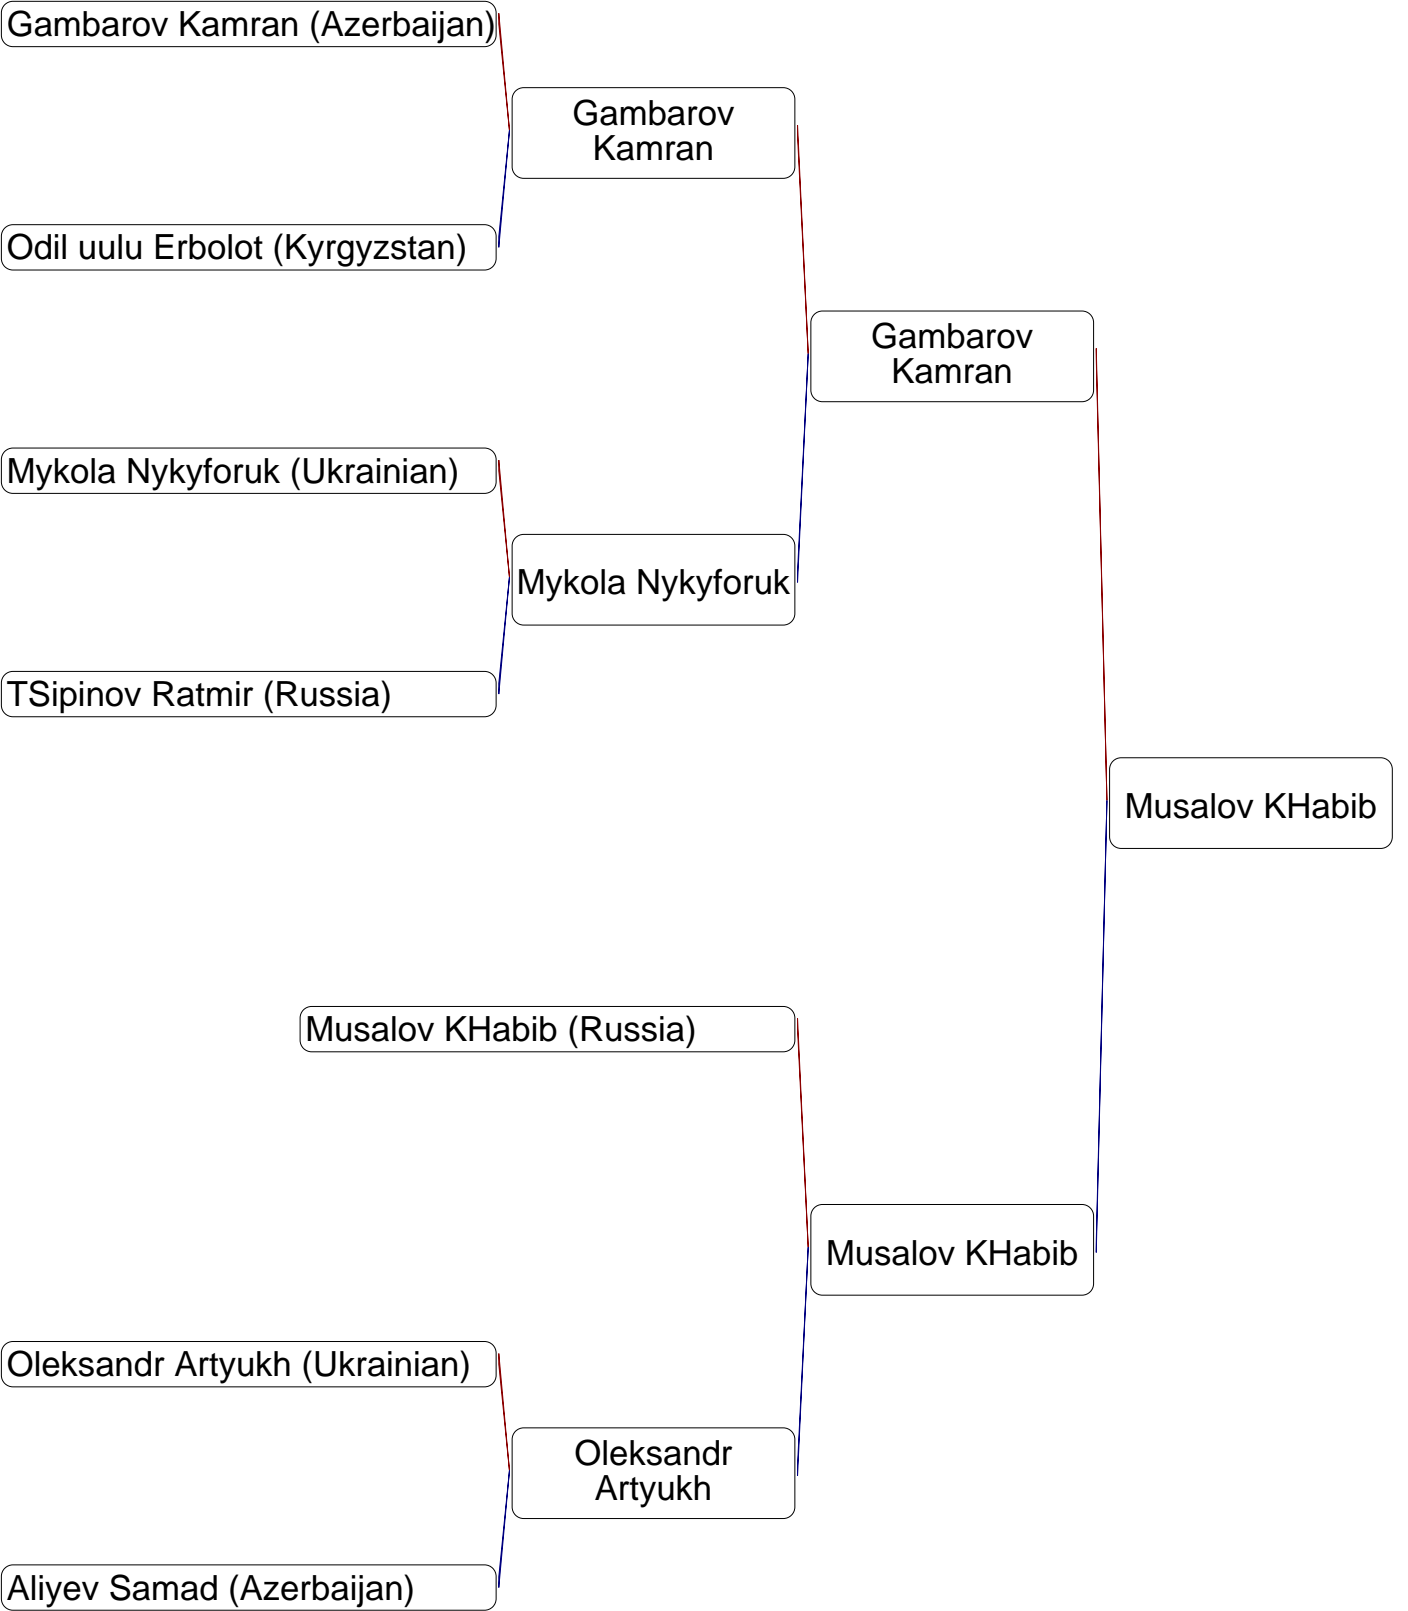 Gambarov Kamran (Azerbaijan)
Gambarov
Kamran
Odil uulu Erbolot (Kyrgyzstan)
Gambarov
Kamran
Mykola Nykyforuk (Ukrainian)
Mykola Nykyforuk
TSipinov Ratmir (Russia)
Musalov KHabib
Musalov KHabib (Russia)
Musalov KHabib
Oleksandr Artyukh (Ukrainian)
Oleksandr
Artyukh
Aliyev Samad (Azerbaijan)